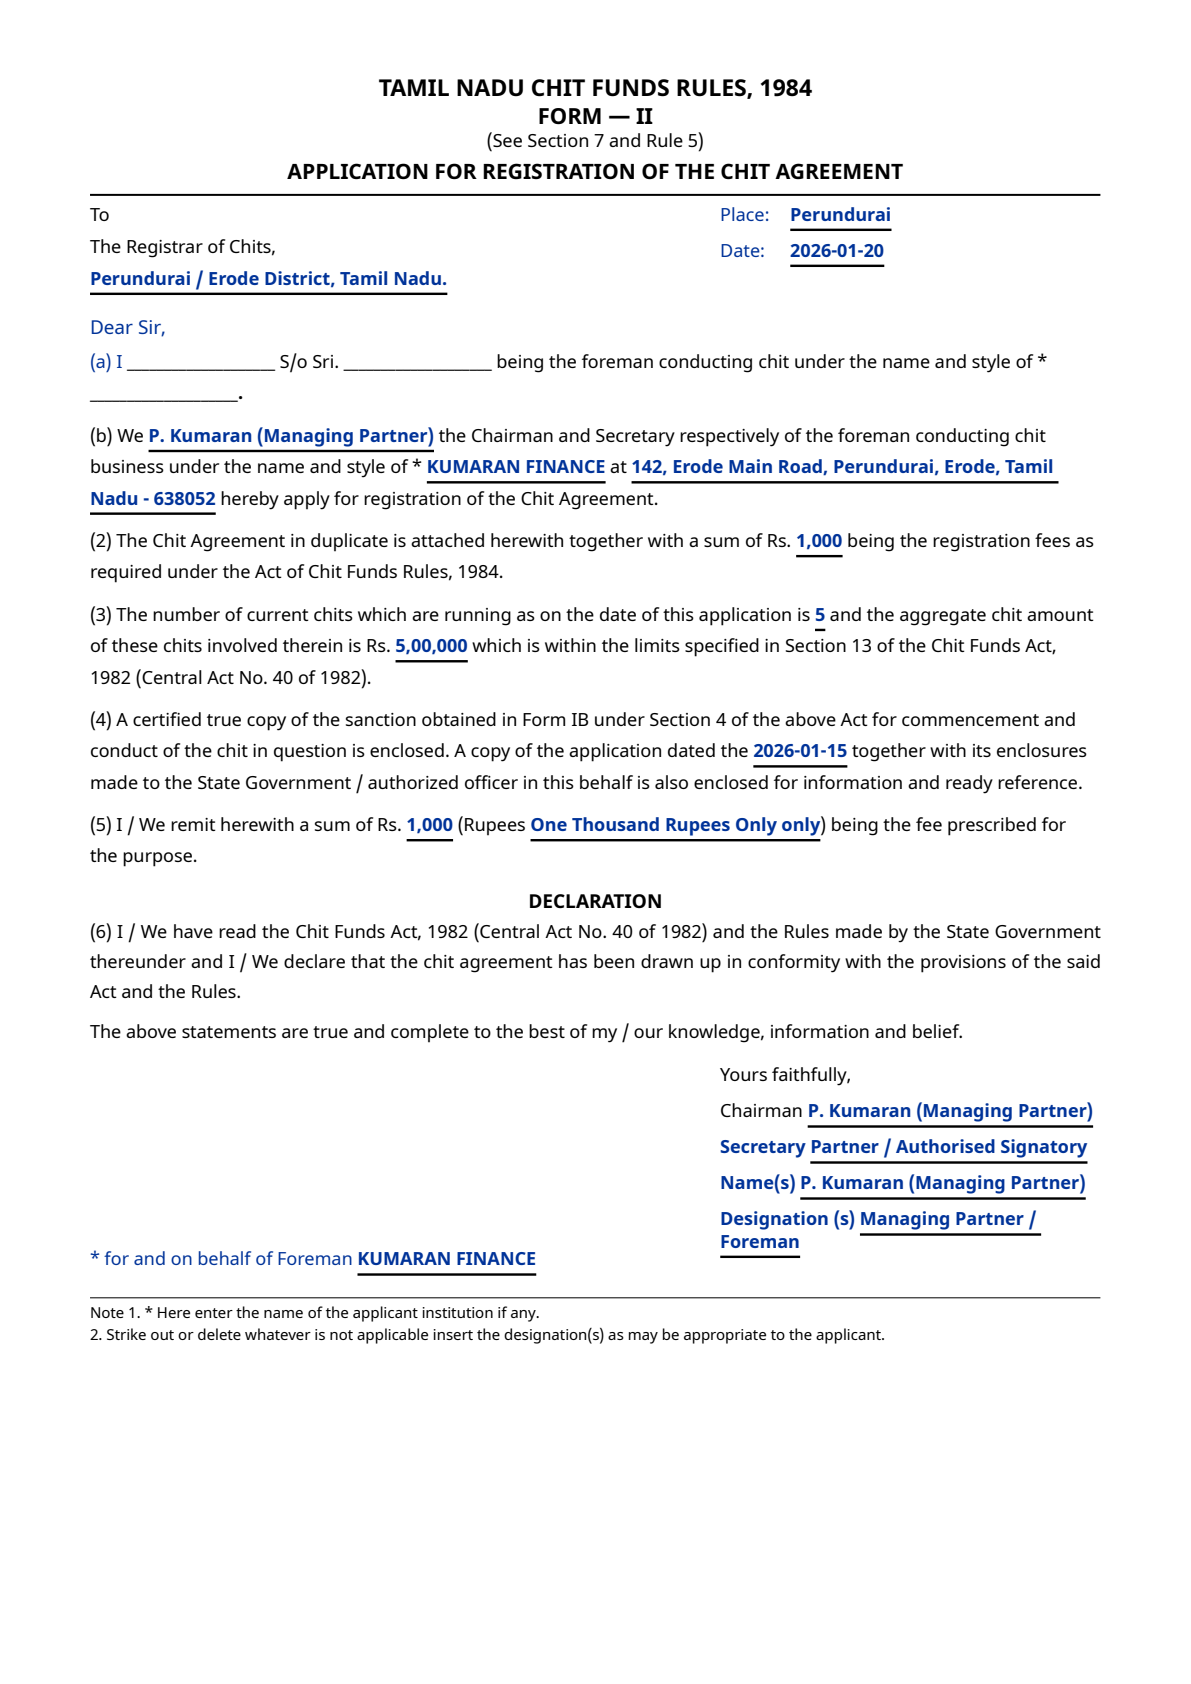 TAMIL NADU CHIT FUNDS RULES, 1984
FORM — II
(See Section 7 and Rule 5)
APPLICATION FOR REGISTRATION OF THE CHIT AGREEMENT
To
The Registrar of Chits,
Perundurai / Erode District, Tamil Nadu.
Place: Perundurai
Date: 2026-01-20
Dear Sir,
(a) I ________________ S/o Sri. ________________ being the foreman conducting chit under the name and style of *
________________.
(b) We P. Kumaran (Managing Partner) the Chairman and Secretary respectively of the foreman conducting chit
business under the name and style of * KUMARAN FINANCE at 142, Erode Main Road, Perundurai, Erode, Tamil
Nadu - 638052 hereby apply for registration of the Chit Agreement.
(2) The Chit Agreement in duplicate is attached herewith together with a sum of Rs. 1,000 being the registration fees as
required under the Act of Chit Funds Rules, 1984.
(3) The number of current chits which are running as on the date of this application is 5 and the aggregate chit amount
of these chits involved therein is Rs. 5,00,000 which is within the limits specified in Section 13 of the Chit Funds Act,
1982 (Central Act No. 40 of 1982).
(4) A certified true copy of the sanction obtained in Form IB under Section 4 of the above Act for commencement and
conduct of the chit in question is enclosed. A copy of the application dated the 2026-01-15 together with its enclosures
made to the State Government / authorized officer in this behalf is also enclosed for information and ready reference.
(5) I / We remit herewith a sum of Rs. 1,000 (Rupees One Thousand Rupees Only only) being the fee prescribed for
the purpose.
DECLARATION
(6) I / We have read the Chit Funds Act, 1982 (Central Act No. 40 of 1982) and the Rules made by the State Government
thereunder and I / We declare that the chit agreement has been drawn up in conformity with the provisions of the said
Act and the Rules.
The above statements are true and complete to the best of my / our knowledge, information and belief.
Yours faithfully,
Chairman P. Kumaran (Managing Partner)
Secretary Partner / Authorised Signatory
Name(s) P. Kumaran (Managing Partner)
Designation (s) Managing Partner /
Foreman
* for and on behalf of Foreman KUMARAN FINANCE
Note 1. * Here enter the name of the applicant institution if any.
2. Strike out or delete whatever is not applicable insert the designation(s) as may be appropriate to the applicant.